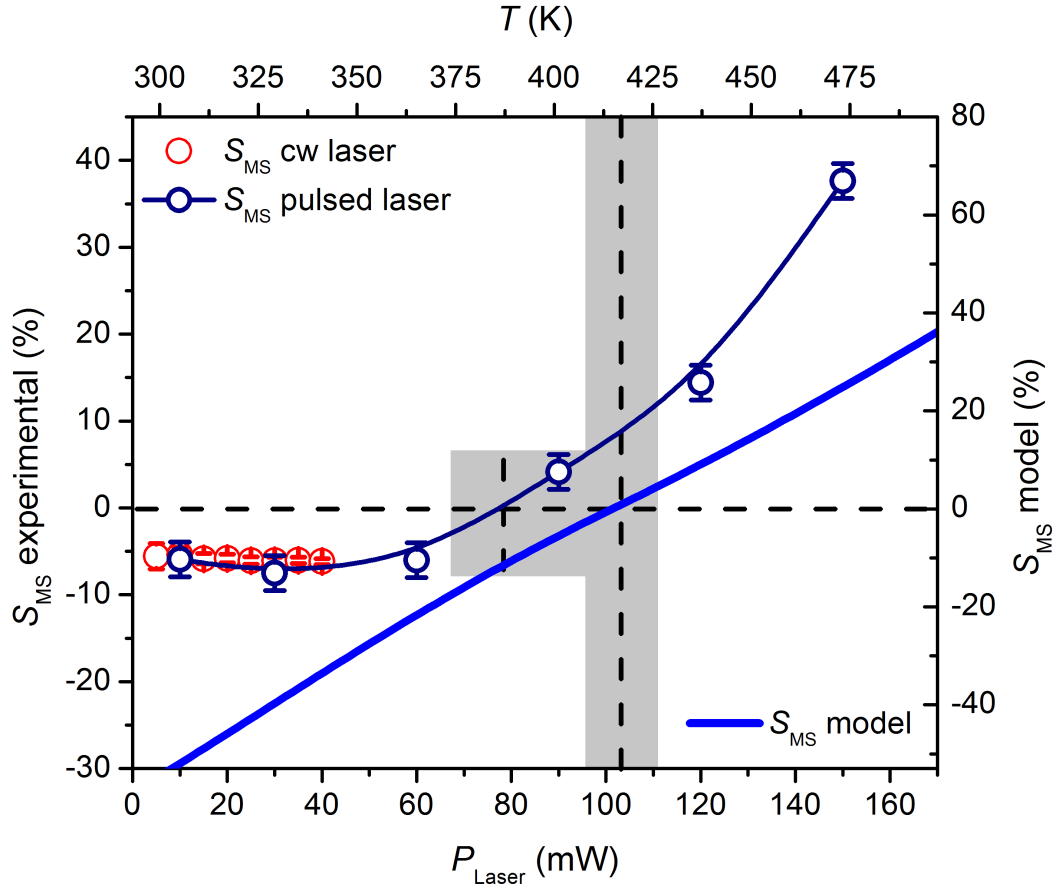 T (K)
300 325 350 375 400 425 450 475
S_MS cw laser
S_MS pulsed laser
S_MS experimental (%)
40
30
20
10
0
-10
-20
-30
80
60
40
20
0
-20
-40
S_MS model (%)
S_MS model
0 20 40 60 80 100 120 140 160
P_Laser (mW)